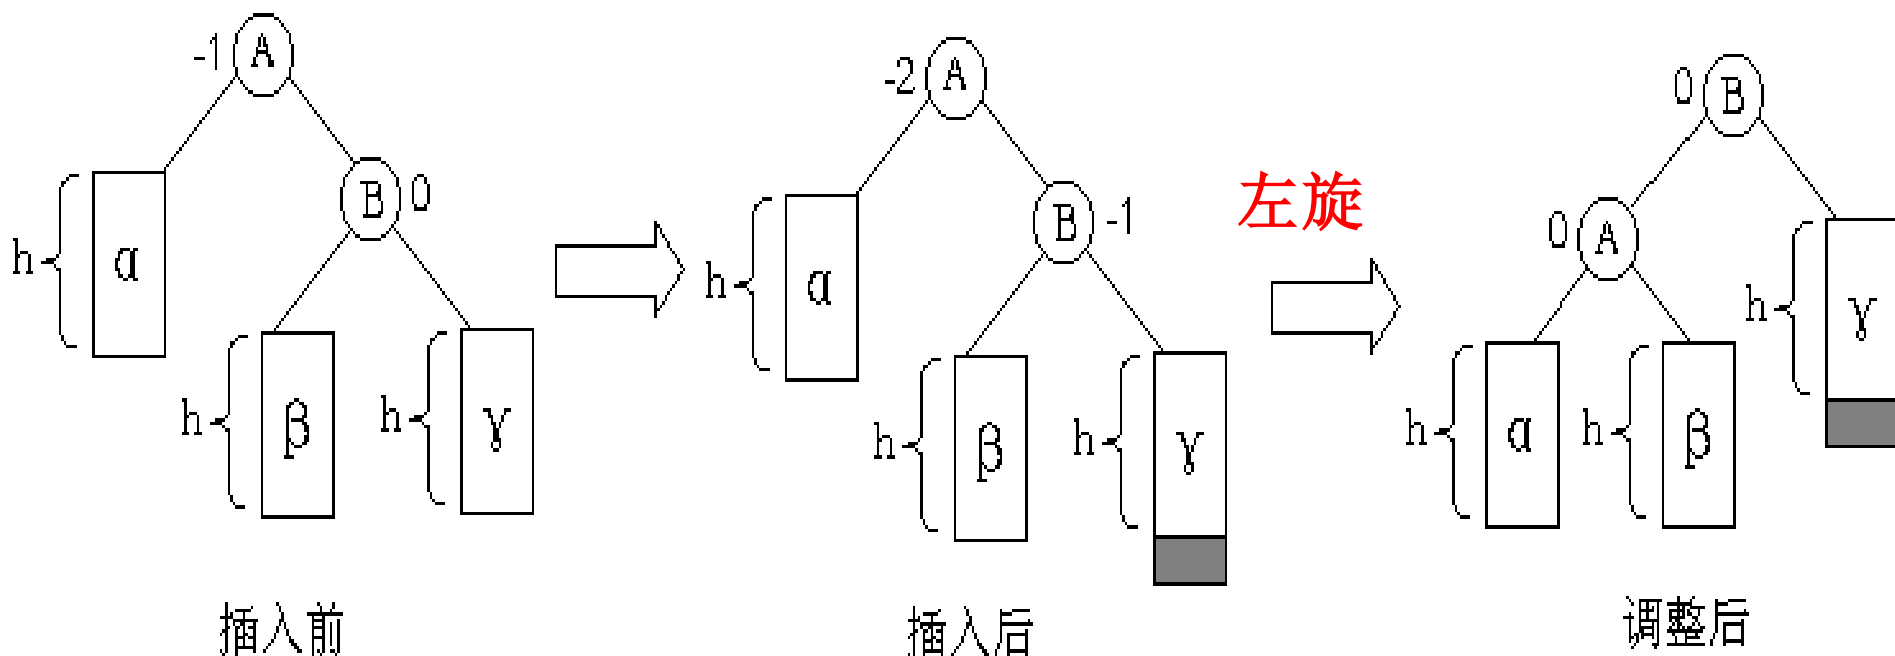 -1 A
B 0
h α
h β
h γ
插入前
-2 A
B -1
h α
h β
h γ
插入后
左旋
0 B
0 A
h γ
h α
h β
调整后